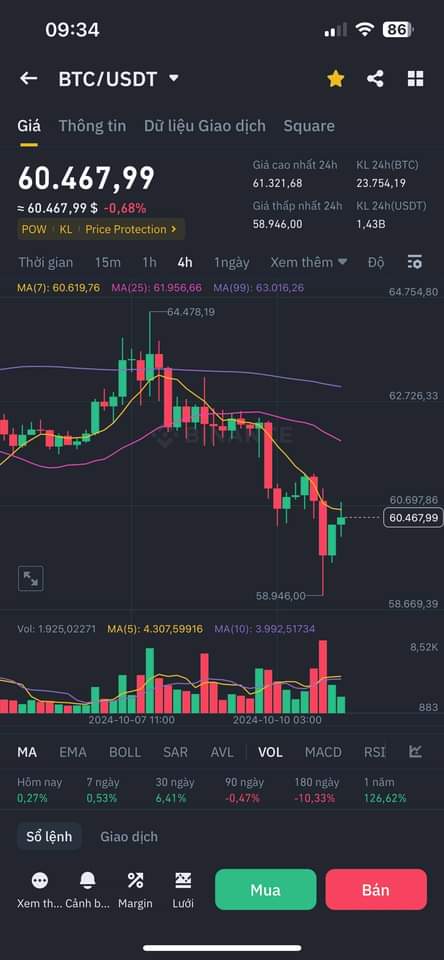 09:34
86
BTC/USDT
Giá Thông tin Dữ liệu Giao dịch Square
60.467,99
≈ 60.467,99 $ -0,68%
POW KL Price Protection
Giá cao nhất 24h KL 24h(BTC)
61.321,68 23.754,19
Giá thấp nhất 24h KL 24h(USDT)
58.946,00 1,43B
Thời gian 15m 1h 4h 1ngày Xem thêm Độ
MA(7): 60.619,76 MA(25): 61.956,66 MA(99): 63.016,26
64.754,80
64.478,19
62.726,33
BINANCE
60.697,86
60.467,99
58.946,00
58.669,39
Vol: 1.925,02271 MA(5): 4.307,59916 MA(10): 3.992,51734
8,52K
883
2024-10-07 11:00 2024-10-10 03:00
MA EMA BOLL SAR AVL VOL MACD RSI
Hôm nay 7 ngày 30 ngày 90 ngày 180 ngày 1 năm
0,27% 0,53% 6,41% -0,47% -10,33% 126,62%
Sổ lệnh Giao dịch
Xem th... Cảnh b... Margin Lưới
Mua
Bán